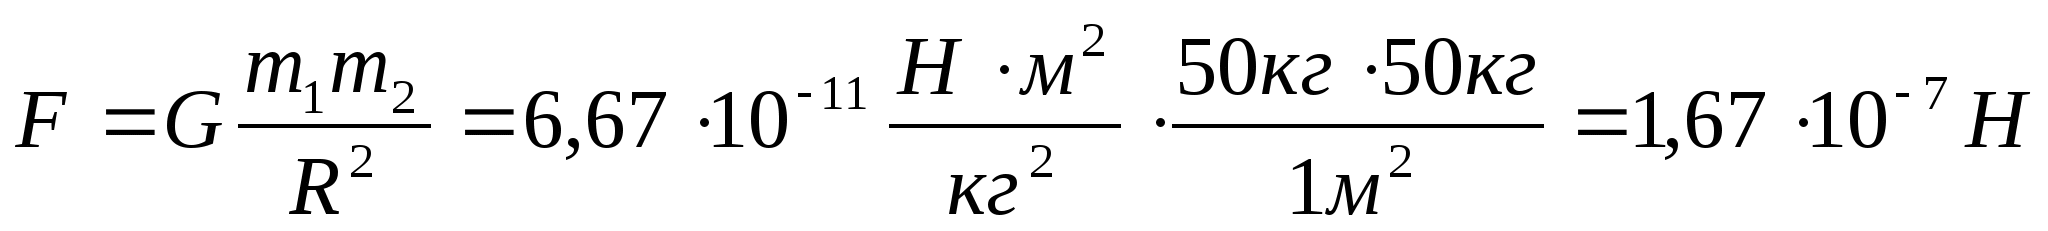 F = G m₁m₂ / R² = 6,67 · 10⁻¹¹ Н · м² / кг² · 50кг · 50кг / 1м² = 1,67 · 10⁻⁷ Н